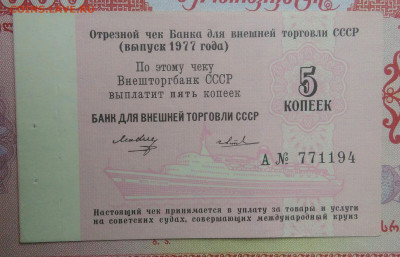 Отрезной чек Банка для внешней торговли СССР
(выпуск 1977 года)
По этому чеку
Внешторгбанк СССР
выплатит пять копеек
5
КОПЕЕК
БАНК ДЛЯ ВНЕШНЕЙ ТОРГОВЛИ СССР
А № 771194
Настоящий чек принимается в уплату за товары и услуги
на советских судах, совершающих международный круиз